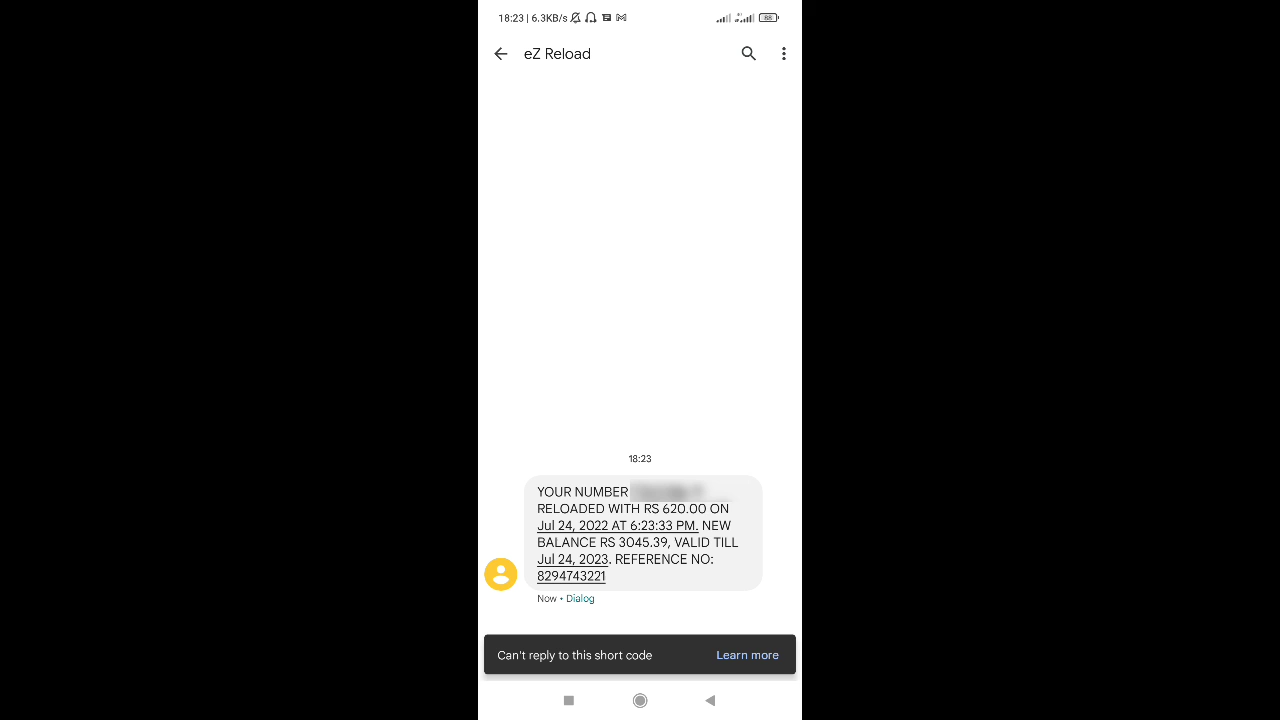 18:23 | 6.3KB/s
88
eZ Reload
18:23
YOUR NUMBER
RELOADED WITH RS 620.00 ON
Jul 24, 2022 AT 6:23:33 PM. NEW
BALANCE RS 3045.39, VALID TILL
Jul 24, 2023. REFERENCE NO:
8294743221
Now • Dialog
Can't reply to this short code Learn more